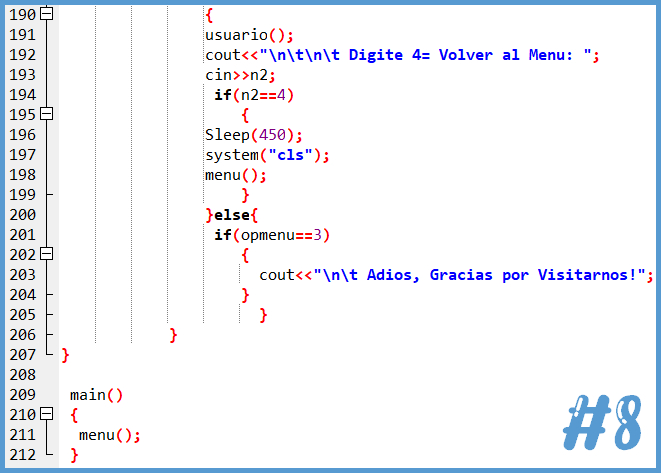 190 {
191 usuario();
192 cout<<"\n\t\n\t Digite 4= Volver al Menu: ";
193 cin>>n2;
194 if(n2==4)
195 {
196 Sleep(450);
197 system("cls");
198 menu();
199 }
200 }else{
201 if(opmenu==3)
202 {
203 cout<<"\n\t Adios, Gracias por Visitarnos!";
204 }
205 }
206 }
207 }
208
209 main()
210 {
211 menu();
212 }
#8